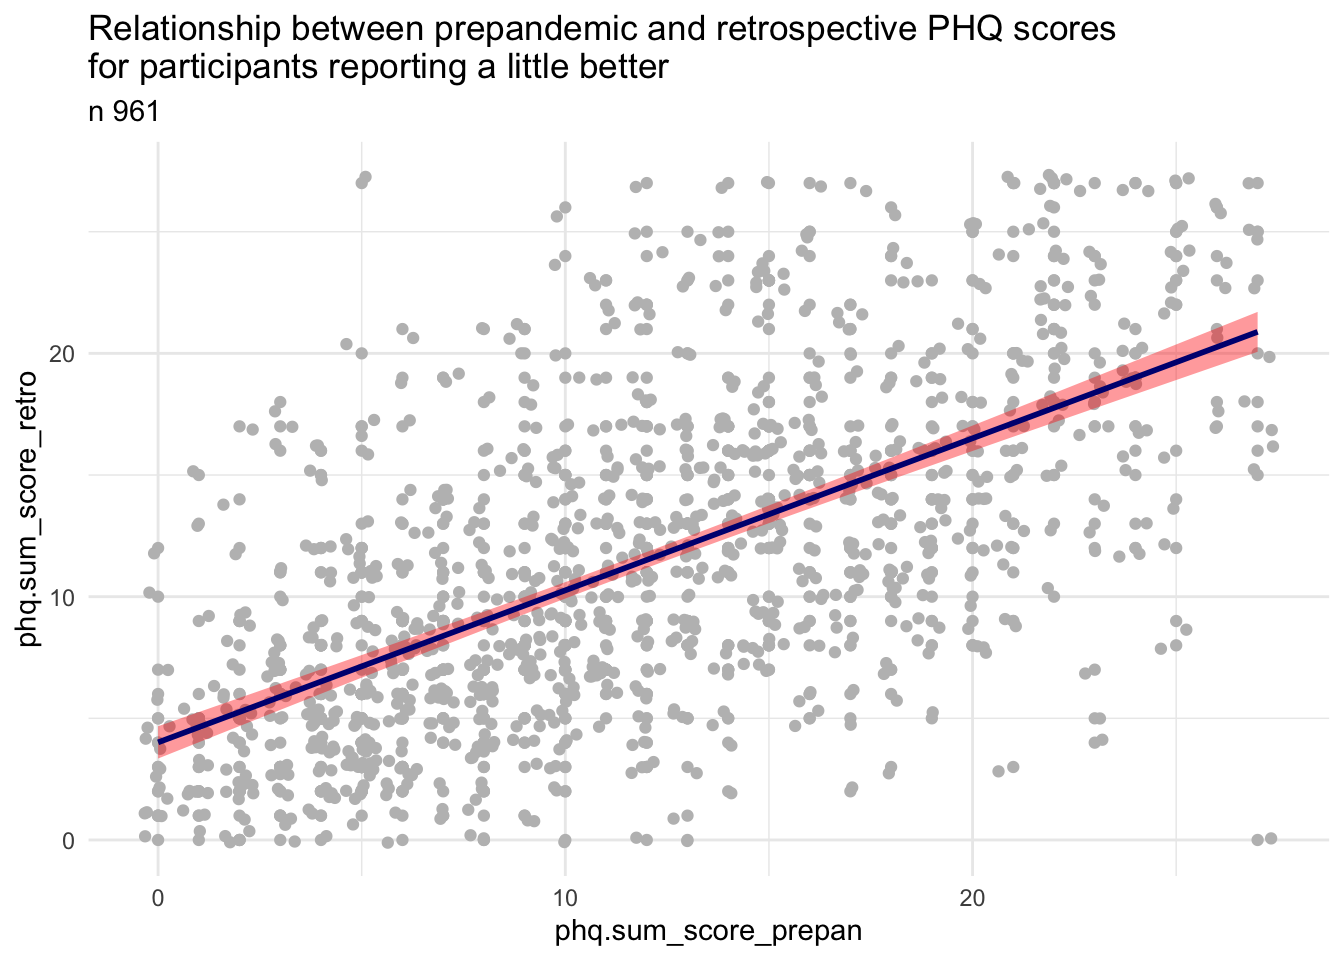 Relationship between prepandemic and retrospective PHQ scores
for participants reporting a little better
n 961
phq.sum_score_retro
20
10
0
0
10
20
phq.sum_score_prepan